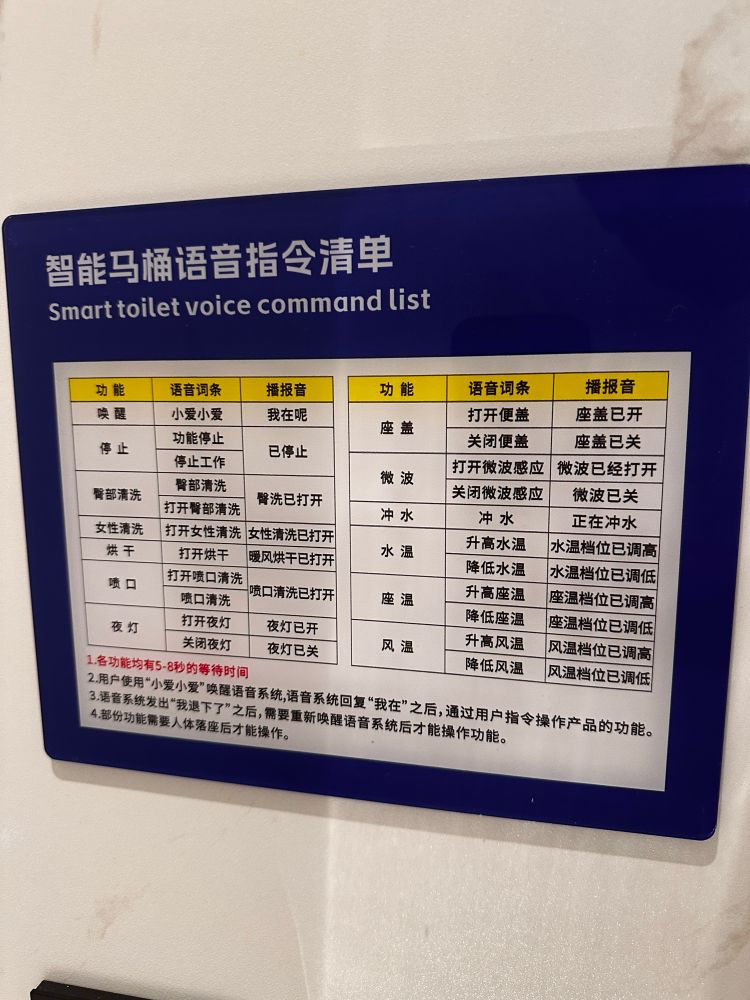 智能马桶语音指令清单
Smart toilet voice command list
功能 语音词条 播报音
唤醒 小爱小爱 我在呢
停止 功能停止 已停止
停止工作
臀部清洗 臀部清洗 臀洗已打开
打开臀部清洗
女性清洗 打开女性清洗 女性清洗已打开
烘干 打开烘干 暖风烘干已打开
喷口 打开喷口清洗 喷口清洗已打开
喷口清洗
夜灯 打开夜灯 夜灯已开
关闭夜灯 夜灯已关
功能 语音词条 播报音
座盖 打开便盖 座盖已开
关闭便盖 座盖已关
微波 打开微波感应 微波已经打开
关闭微波感应 微波已关
冲水 冲水 正在冲水
水温 升高水温 水温档位已调高
降低水温 水温档位已调低
座温 升高座温 座温档位已调高
降低座温 座温档位已调低
风温 升高风温 风温档位已调高
降低风温 风温档位已调低
1.各功能均有5-8秒的等待时间
2.用户使用“小爱小爱”唤醒语音系统,语音系统回复“我在”之后，通过用户指令操作产品的功能。
3.语音系统发出“我退下了”之后,需要重新唤醒语音系统后才能操作功能。
4.部份功能需要人体落座后才能操作。